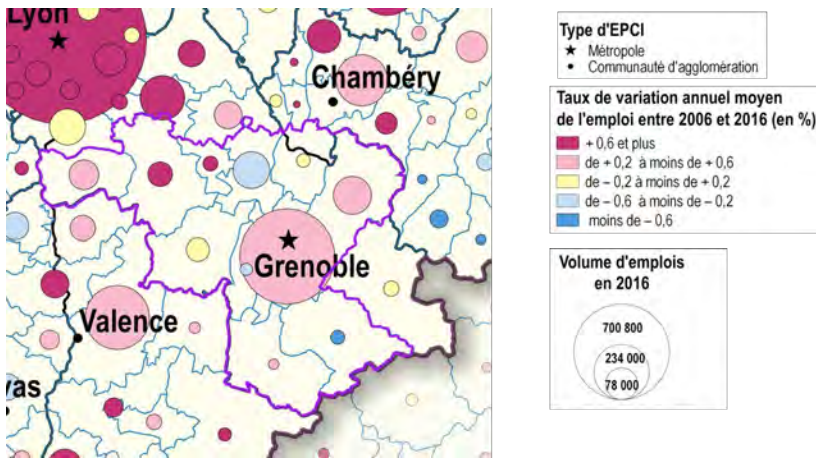 Lyon
Chambéry
Grenoble
Valence
vas
Type d'EPCI
Métropole
Communauté d'agglomération
Taux de variation annuel moyen
de l'emploi entre 2006 et 2016 (en %)
+ 0,6 et plus
de + 0,2 à moins de + 0,6
de – 0,2 à moins de + 0,2
de – 0,6 à moins de – 0,2
moins de – 0,6
Volume d'emplois
en 2016
700 800
234 000
78 000